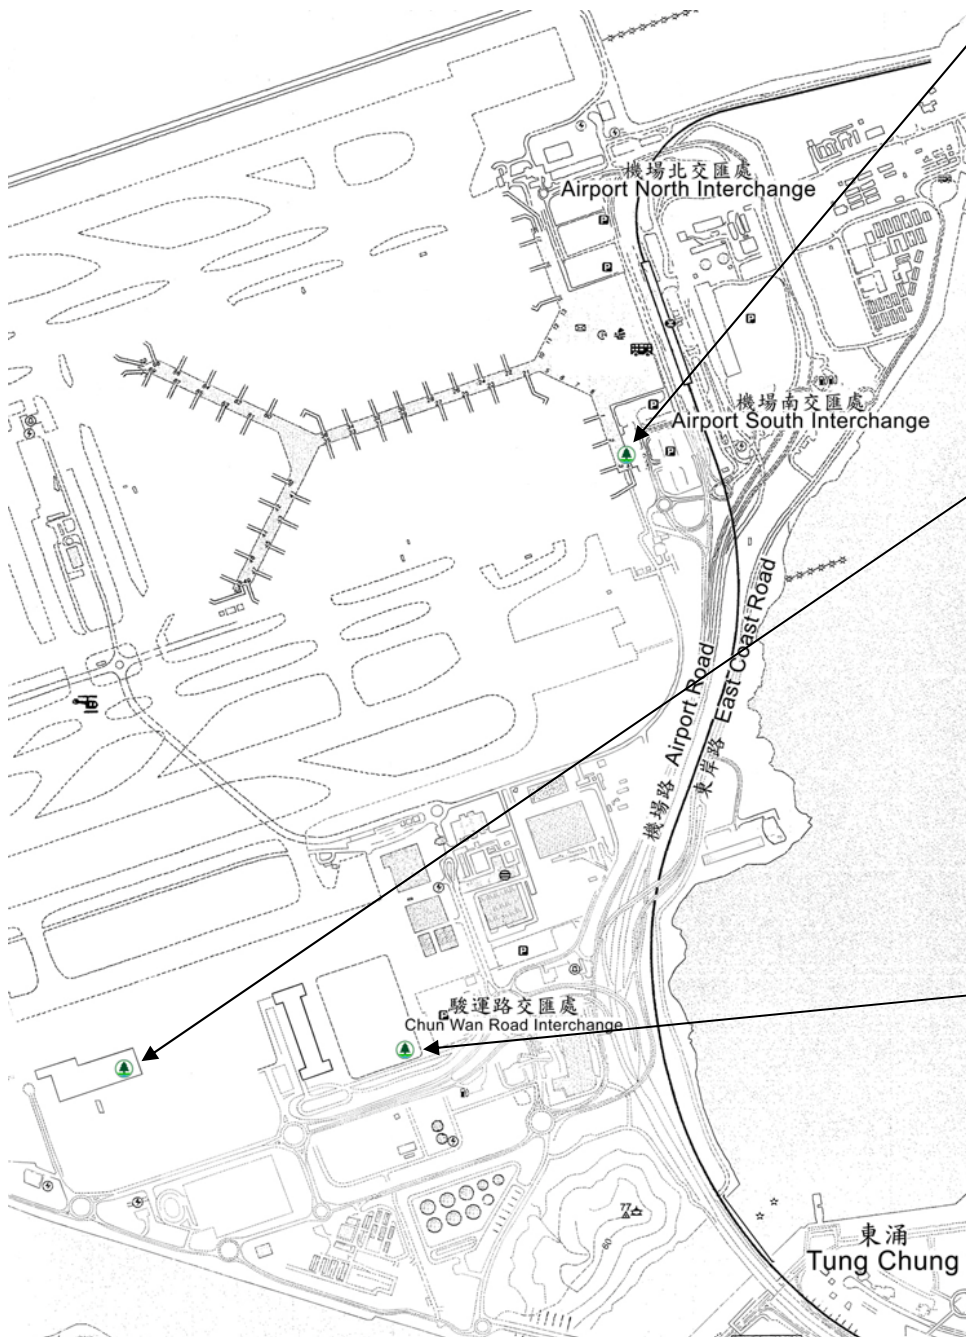 機場北交匯處
Airport North Interchange
P
P
P
機場南交匯處
Airport South Interchange
P
P
機場路 Airport Road
東岸路 East Coast Road
P
駿運路交匯處
P
Chun Wan Road Interchange
77
60
東涌
Tung Chung